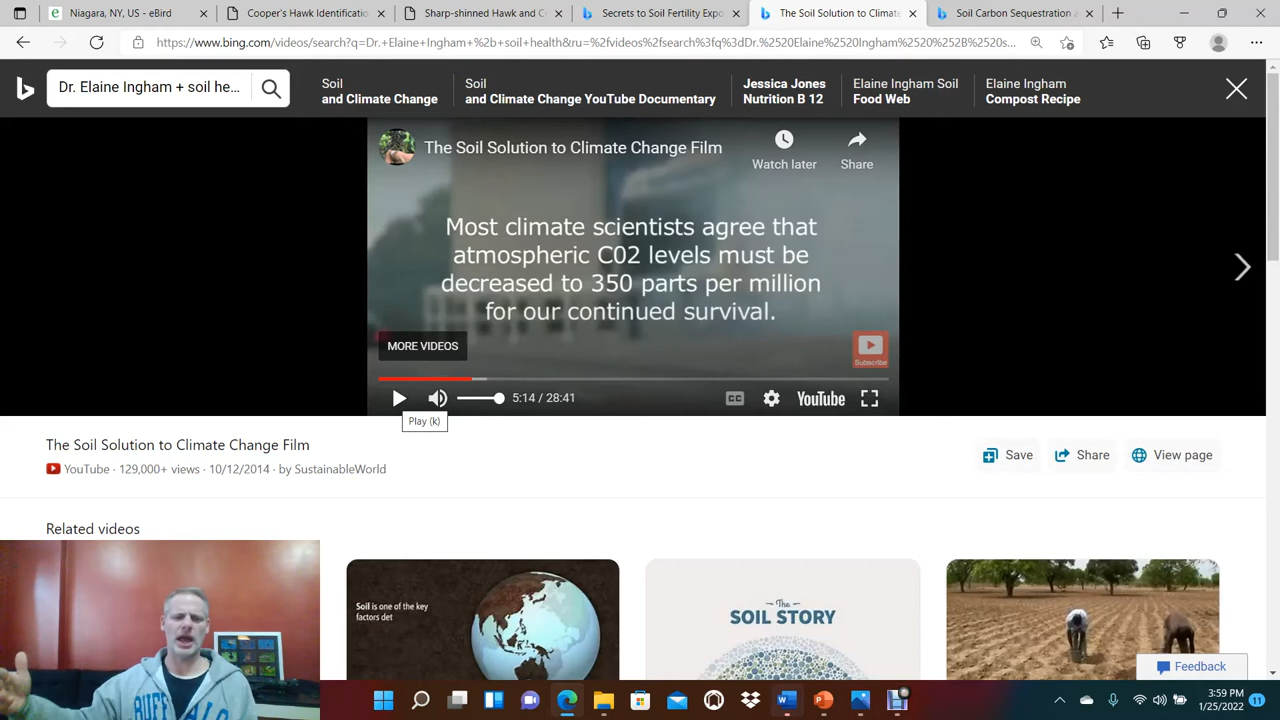 Niagara, NY, US - eBird
Cooper's Hawk Identificatio
Sharp-shinned Hawk and C
Secrets to Soil Fertility Expo
The Soil Solution to Climate
Soil Carbon Sequestration a
https://www.bing.com/videos/search?q=Dr.+Elaine+Ingham+%2b+soil+health&ru=%2fvideos%2fsearch%3fq%3dDr.%2520Elaine%2520Ingham%2520%252B%2520s...
Dr. Elaine Ingham + soil he...
Soil
and Climate Change
Soil
and Climate Change YouTube Documentary
Jessica Jones
Nutrition B 12
Elaine Ingham Soil
Food Web
Elaine Ingham
Compost Recipe
The Soil Solution to Climate Change Film
Watch later
Share
Most climate scientists agree that
atmospheric C02 levels must be
decreased to 350 parts per million
for our continued survival.
MORE VIDEOS
Subscribe
5:14 / 28:41
CC
YouTube
Play (k)
The Soil Solution to Climate Change Film
YouTube · 129,000+ views · 10/12/2014 · by SustainableWorld
Save
Share
View page
Related videos
Soil is one of the key
factors det
The
SOIL STORY
BUFFALO
Feedback
3:59 PM
1/25/2022
11